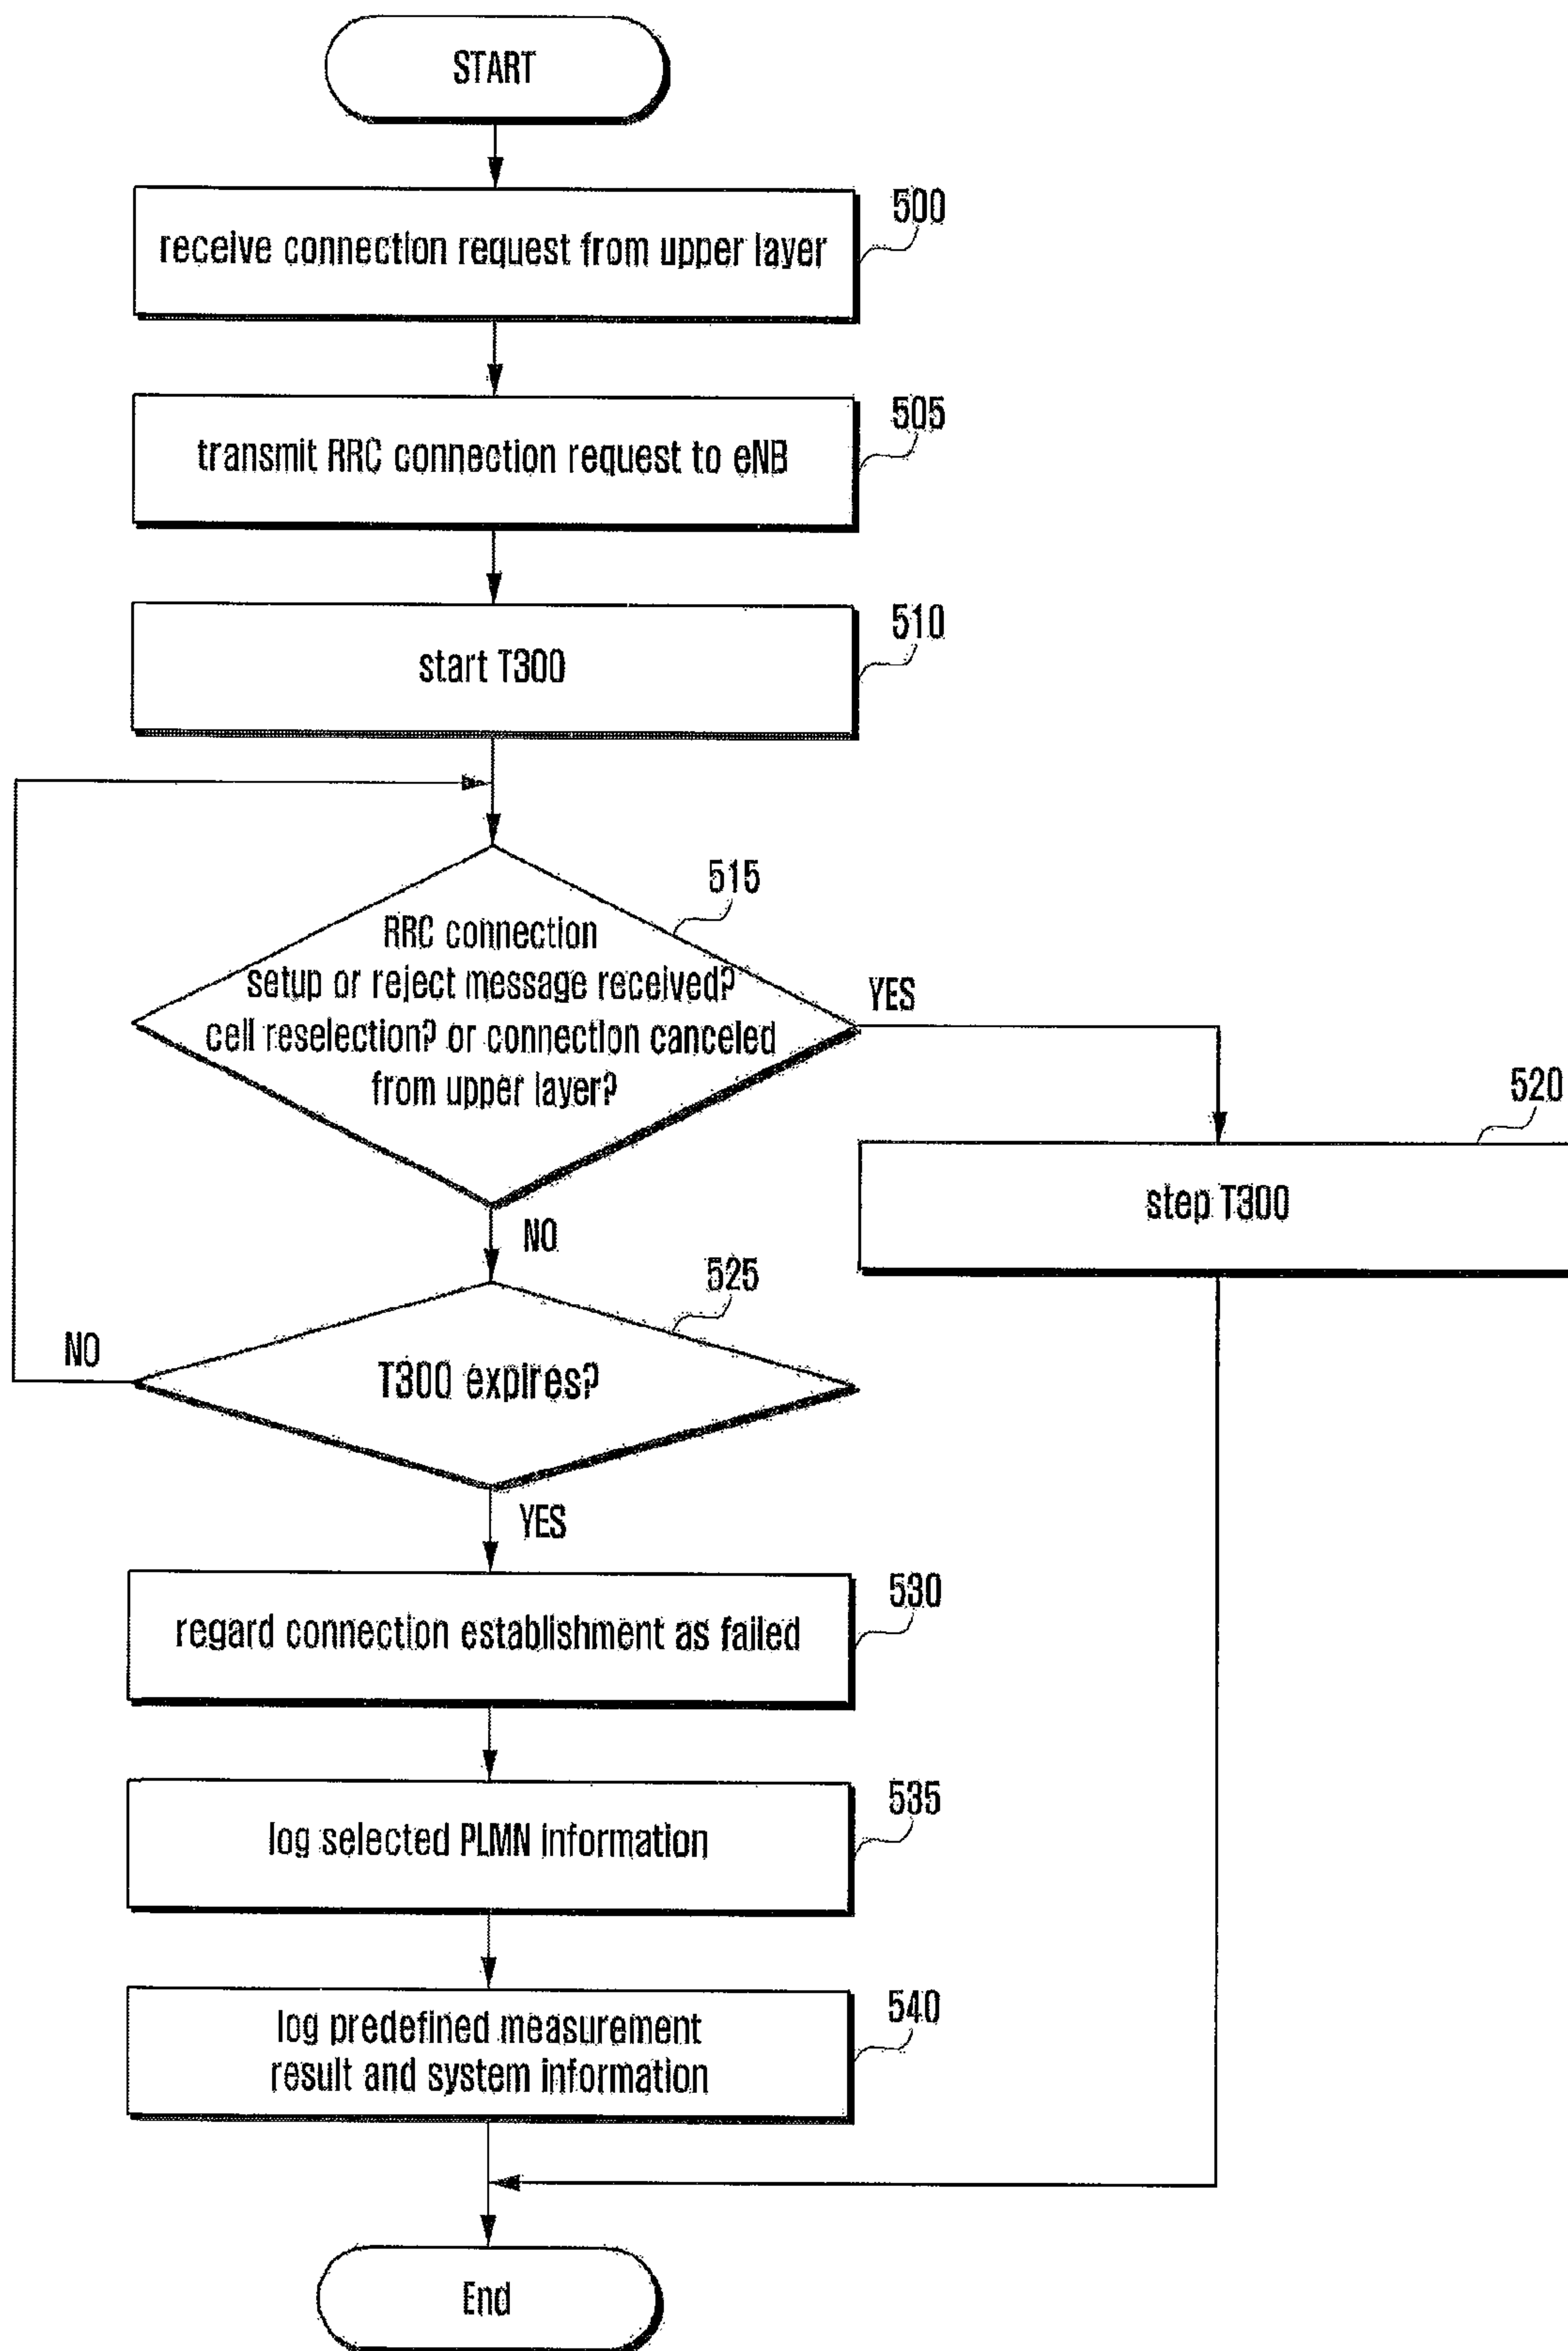 START
500
receive connection request from upper layer
505
transmit RRC connection request to eNB
510
start T300
515
RRC connection
setup or reject message received?
cell reselection? or connection canceled
from upper layer?
YES
520
step T300
NO
525
T300 expires?
NO
YES
530
regard connection establishment as failed
535
log selected PLMN information
540
log predefined measurement
result and system information
End